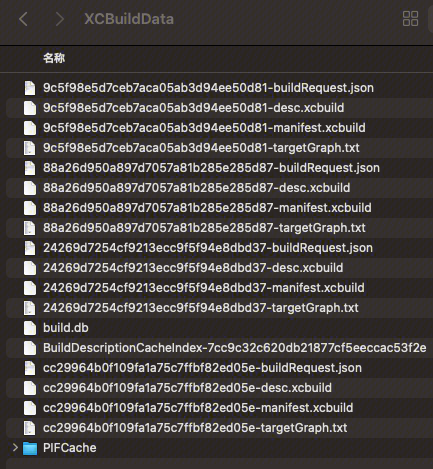 XCBuildData
名称
9c5f98e5d7ceb7aca05ab3d94ee50d81-buildRequest.json
9c5f98e5d7ceb7aca05ab3d94ee50d81-desc.xcbuild
9c5f98e5d7ceb7aca05ab3d94ee50d81-manifest.xcbuild
9c5f98e5d7ceb7aca05ab3d94ee50d81-targetGraph.txt
88a26d950a897d7057a81b285e285d87-buildRequest.json
88a26d950a897d7057a81b285e285d87-desc.xcbuild
88a26d950a897d7057a81b285e285d87-manifest.xcbuild
88a26d950a897d7057a81b285e285d87-targetGraph.txt
24269d7254cf9213ecc9f5f94e8dbd37-buildRequest.json
24269d7254cf9213ecc9f5f94e8dbd37-desc.xcbuild
24269d7254cf9213ecc9f5f94e8dbd37-manifest.xcbuild
24269d7254cf9213ecc9f5f94e8dbd37-targetGraph.txt
build.db
BuildDescriptionCacheIndex-7cc9c32c620db21877cf5eeccac53f2e
cc29964b0f109fa1a75c7ffbf82ed05e-buildRequest.json
cc29964b0f109fa1a75c7ffbf82ed05e-desc.xcbuild
cc29964b0f109fa1a75c7ffbf82ed05e-manifest.xcbuild
cc29964b0f109fa1a75c7ffbf82ed05e-targetGraph.txt
PIFCache